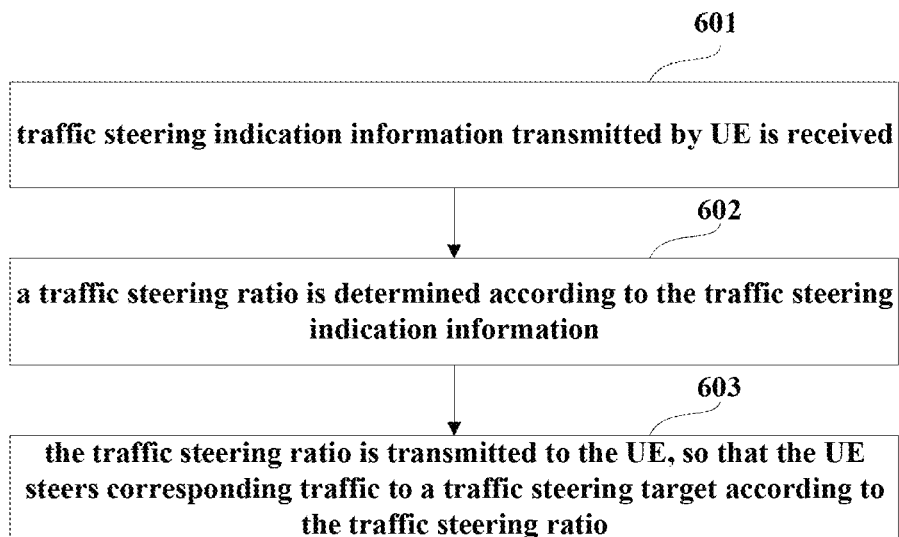 601
traffic steering indication information transmitted by UE is received
602
a traffic steering ratio is determined according to the traffic steering
indication information
603
the traffic steering ratio is transmitted to the UE, so that the UE
steers corresponding traffic to a traffic steering target according to
the traffic steering ratio